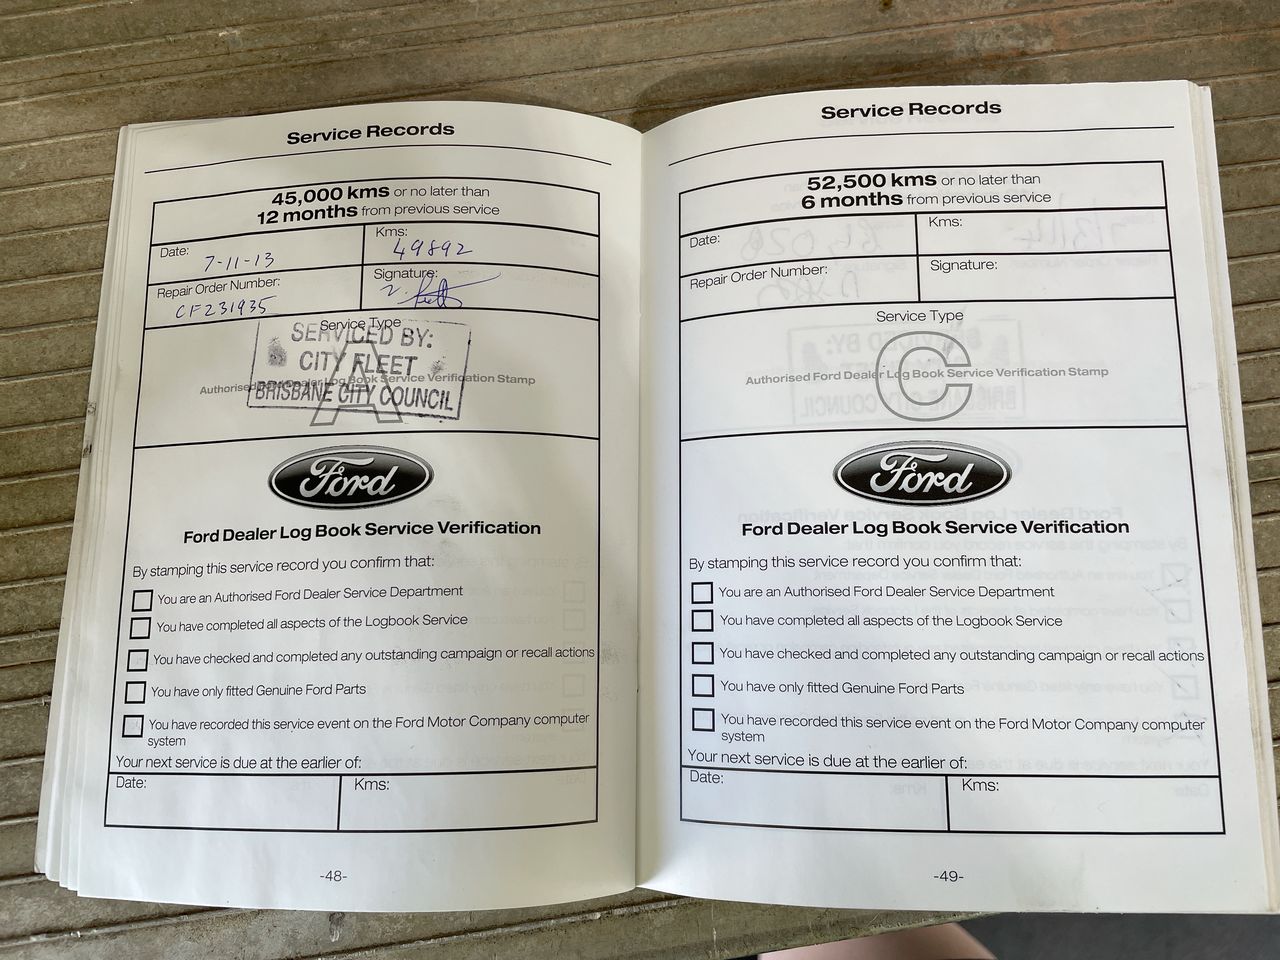 Service Records
45,000 kms or no later than
12 months from previous service
Date: 7-11-13
Kms: 49892
Repair Order Number: CF231935
Signature:
Service Type
SERVICED BY:
CITY FLEET
BRISBANE CITY COUNCIL
A
Authorised Ford Dealer Log Book Service Verification Stamp
Ford
Ford Dealer Log Book Service Verification
By stamping this service record you confirm that:
You are an Authorised Ford Dealer Service Department
You have completed all aspects of the Logbook Service
You have checked and completed any outstanding campaign or recall actions
You have only fitted Genuine Ford Parts
You have recorded this service event on the Ford Motor Company computer
system
Your next service is due at the earlier of:
Date:
Kms:
-48-
Service Records
52,500 kms or no later than
6 months from previous service
Date:
Kms:
Repair Order Number:
Signature:
Service Type
C
Authorised Ford Dealer Log Book Service Verification Stamp
Ford
Ford Dealer Log Book Service Verification
By stamping this service record you confirm that:
You are an Authorised Ford Dealer Service Department
You have completed all aspects of the Logbook Service
You have checked and completed any outstanding campaign or recall actions
You have only fitted Genuine Ford Parts
You have recorded this service event on the Ford Motor Company computer
system
Your next service is due at the earlier of:
Date:
Kms:
-49-